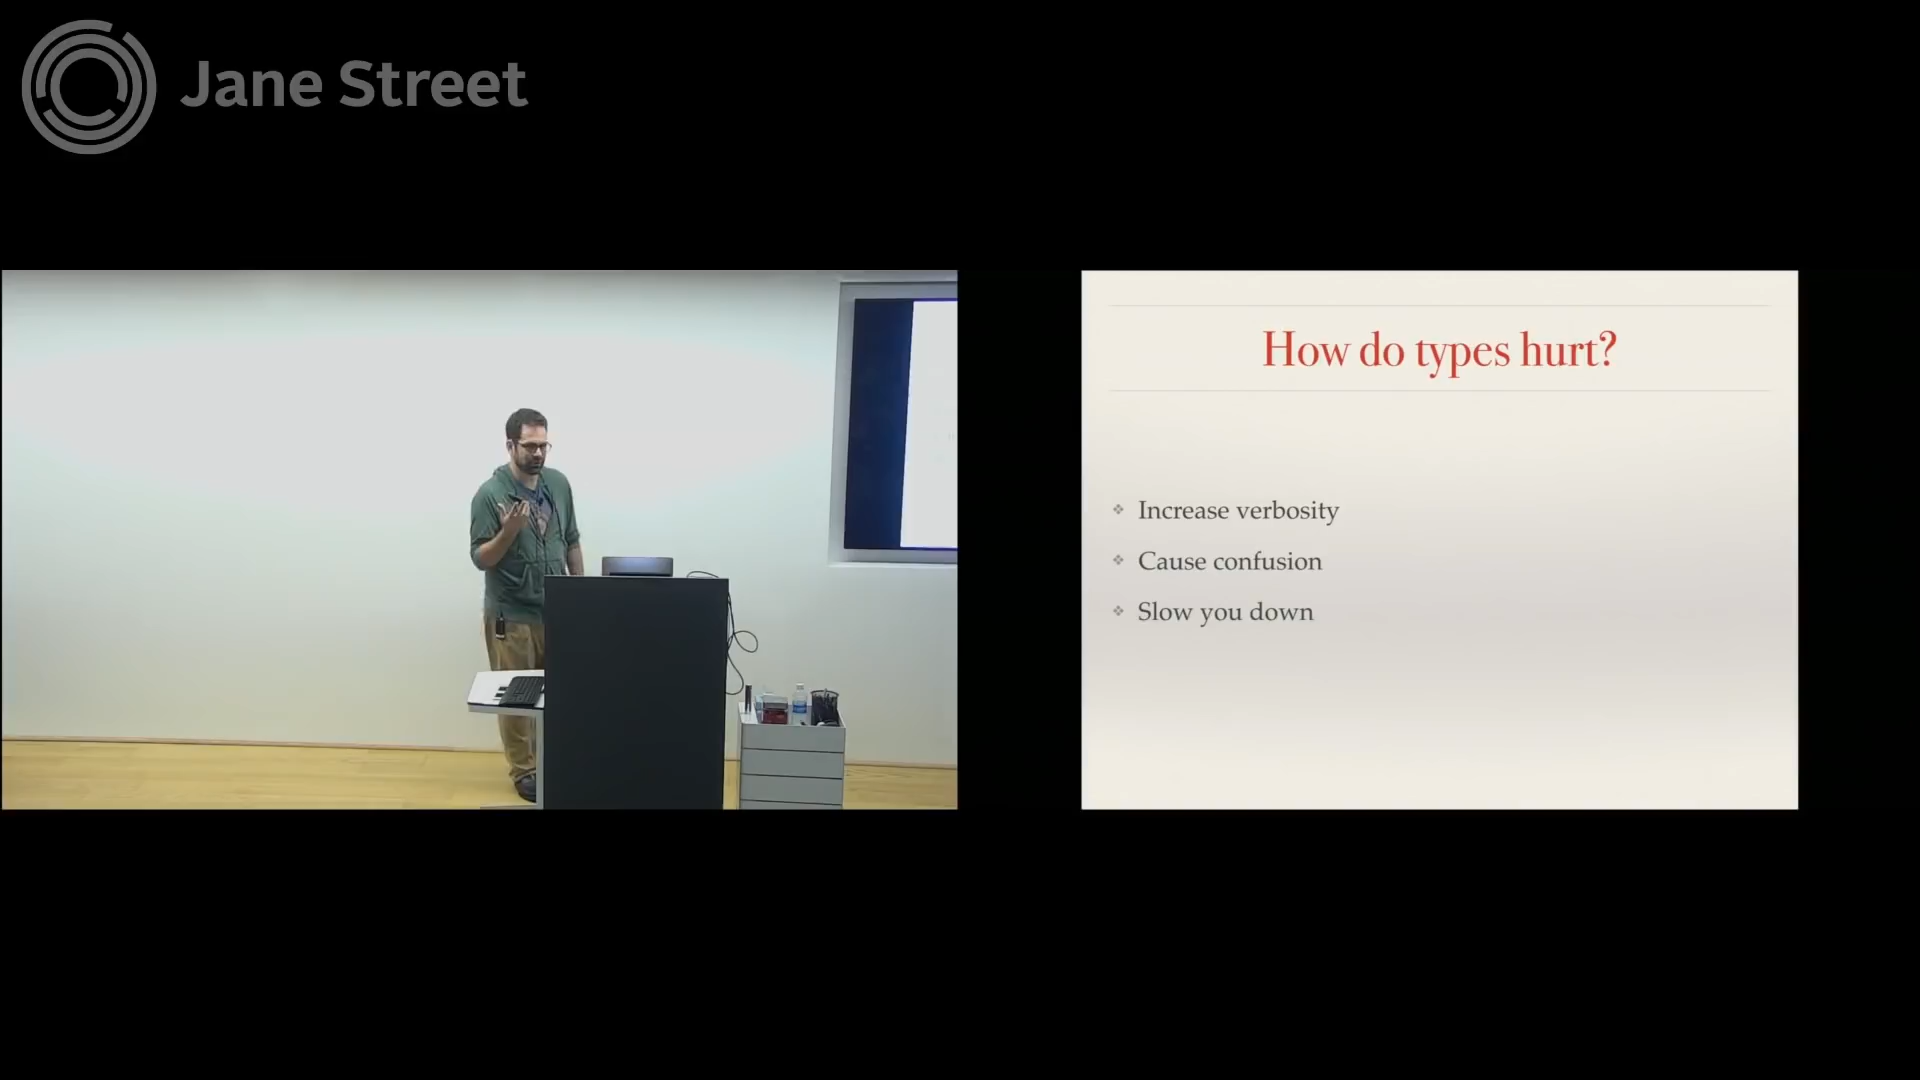 Jane Street
How do types hurt?
Increase verbosity
Cause confusion
Slow you down